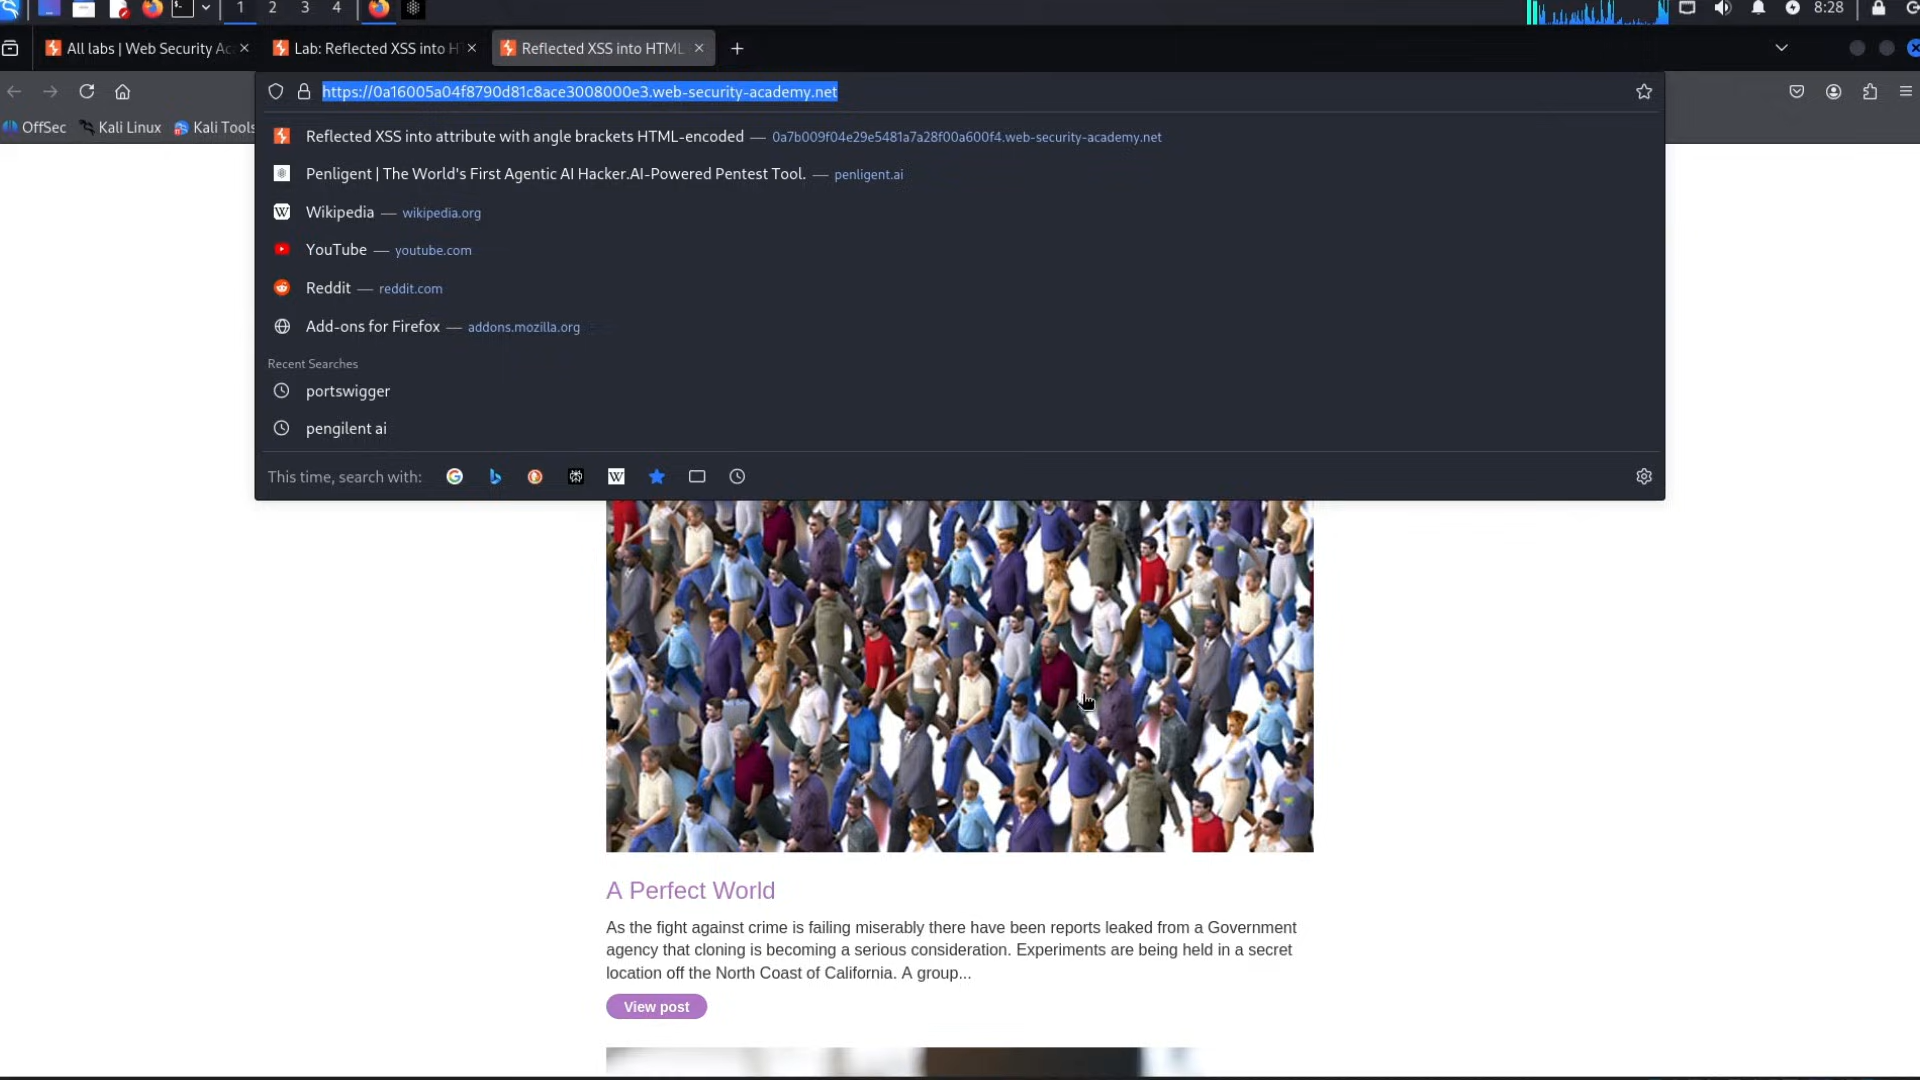 1 2 3 4 8:28
All labs | Web Security Ac
Lab: Reflected XSS into H
Reflected XSS into HTML
https://0a16005a04f8790d81c8ace3008000e3.web-security-academy.net
OffSec Kali Linux Kali Tools
Reflected XSS into attribute with angle brackets HTML-encoded — 0a7b009f04e29e5481a7a28f00a600f4.web-security-academy.net
Penligent | The World's First Agentic AI Hacker.AI-Powered Pentest Tool. — penligent.ai
Wikipedia — wikipedia.org
YouTube — youtube.com
Reddit — reddit.com
Add-ons for Firefox — addons.mozilla.org
Recent Searches
portswigger
pengilent ai
This time, search with:
A Perfect World
As the fight against crime is failing miserably there have been reports leaked from a Government
agency that cloning is becoming a serious consideration. Experiments are being held in a secret
location off the North Coast of California. A group...
View post